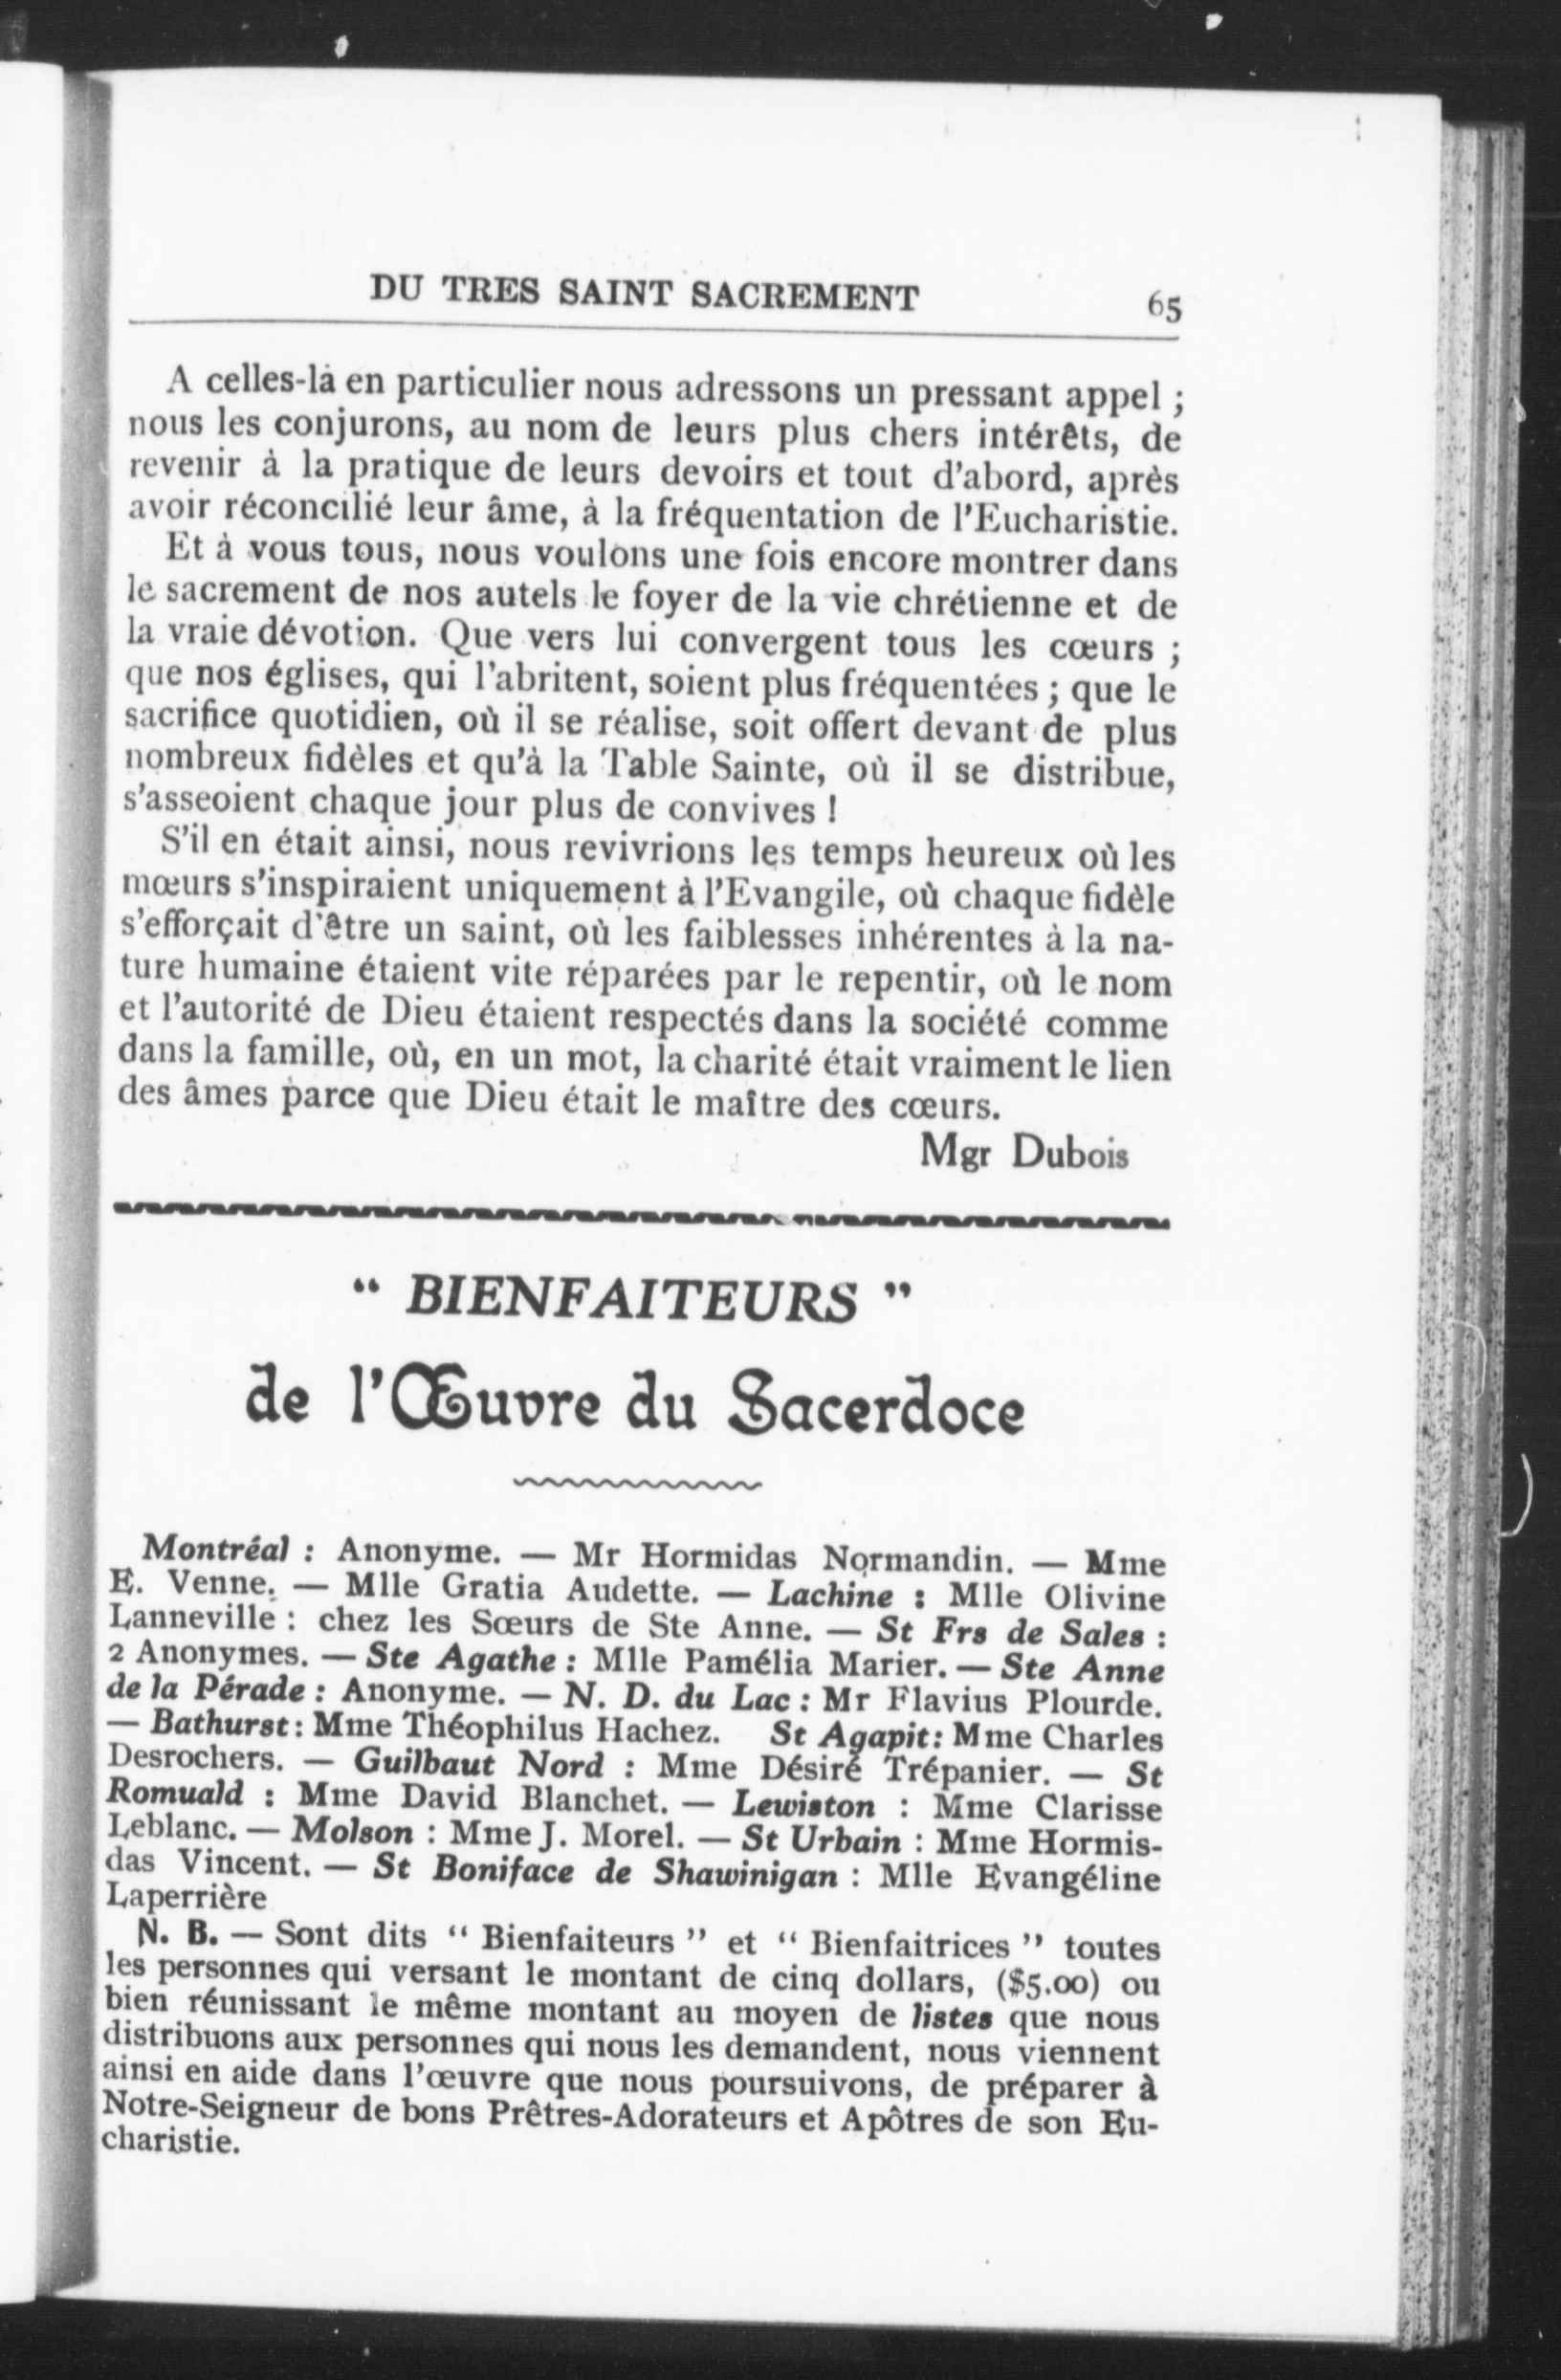 DU TRES SAINT SACREMENT 65
A celles-là en particulier nous adressons un pressant appel ;
nous les conjurons, au nom de leurs plus chers intérêts, de
revenir à la pratique de leurs devoirs et tout d'abord, après
avoir réconcilié leur âme, à la fréquentation de l'Eucharistie.
Et à vous tous, nous voulons une fois encore montrer dans
le sacrement de nos autels le foyer de la vie chrétienne et de
la vraie dévotion. Que vers lui convergent tous les cœurs ;
que nos églises, qui l'abritent, soient plus fréquentées ; que le
sacrifice quotidien, où il se réalise, soit offert devant de plus
nombreux fidèles et qu'à la Table Sainte, où il se distribue,
s'asseoient chaque jour plus de convives !
S'il en était ainsi, nous revivrions les temps heureux où les
mœurs s'inspiraient uniquement à l'Evangile, où chaque fidèle
s'efforçait d'être un saint, où les faiblesses inhérentes à la na-
ture humaine étaient vite réparées par le repentir, où le nom
et l'autorité de Dieu étaient respectés dans la société comme
dans la famille, où, en un mot, la charité était vraiment le lien
des âmes parce que Dieu était le maître des cœurs.
Mgr Dubois
“ BIENFAITEURS ”
de l'Œuvre du Sacerdoce
Montréal : Anonyme. — Mr Hormidas Normandin. — Mme
E. Venne. — Mlle Gratia Audette. — Lachine : Mlle Olivine
Lanneville : chez les Sœurs de Ste Anne. — St Frs de Sales :
2 Anonymes. — Ste Agathe : Mlle Pamélia Marier. — Ste Anne
de la Pérade : Anonyme. — N. D. du Lac : Mr Flavius Plourde.
— Bathurst : Mme Théophilus Hachez. St Agapit : Mme Charles
Desrochers. — Guilbaut Nord : Mme Désiré Trépanier. — St
Romuald : Mme David Blanchet. — Lewiston : Mme Clarisse
Leblanc. — Molson : Mme J. Morel. — St Urbain : Mme Hormis-
das Vincent. — St Boniface de Shawinigan : Mlle Evangéline
Laperrière
N. B. — Sont dits “ Bienfaiteurs ” et “ Bienfaitrices ” toutes
les personnes qui versant le montant de cinq dollars, ($5.00) ou
bien réunissant le même montant au moyen de listes que nous
distribuons aux personnes qui nous les demandent, nous viennent
ainsi en aide dans l'œuvre que nous poursuivons, de préparer à
Notre-Seigneur de bons Prêtres-Adorateurs et Apôtres de son Eu-
charistie.